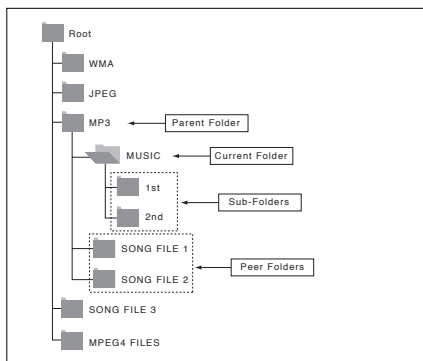 Root
WMA
JPEG
MP3
Parent Folder
MUSIC
Current Folder
1st
2nd
Sub-Folders
SONG FILE 1
SONG FILE 2
Peer Folders
SONG FILE 3
MPEG4 FILES